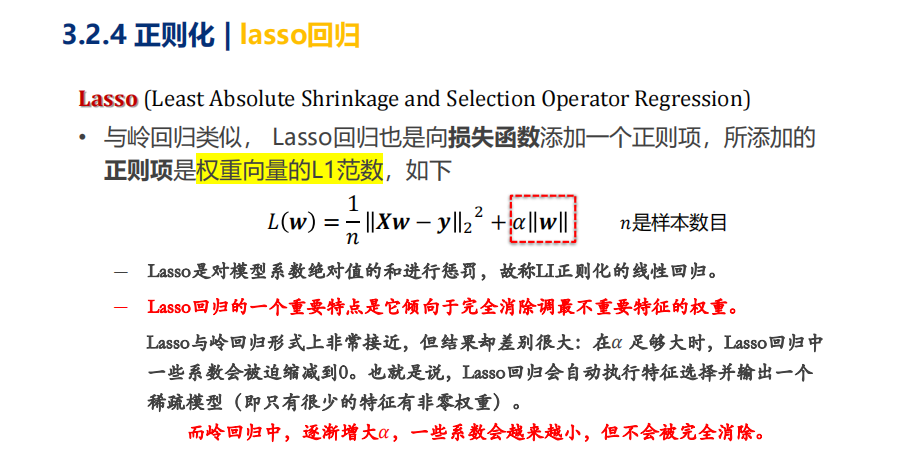 3.2.4 正则化 | lasso回归
Lasso (Least Absolute Shrinkage and Selection Operator Regression)
• 与岭回归类似， Lasso回归也是向损失函数添加一个正则项，所添加的
正则项是权重向量的L1范数，如下
L(w) = 1/n ‖Xw − y‖₂² + α‖w‖ n是样本数目
— Lasso是对模型系数绝对值的和进行惩罚，故称LI正则化的线性回归。
— Lasso回归的一个重要特点是它倾向于完全消除调最不重要特征的权重。
Lasso与岭回归形式上非常接近，但结果却差别很大：在α 足够大时，Lasso回归中
一些系数会被迫缩减到0。也就是说，Lasso回归会自动执行特征选择并输出一个
稀疏模型（即只有很少的特征有非零权重）。
而岭回归中，逐渐增大α，一些系数会越来越小，但不会被完全消除。